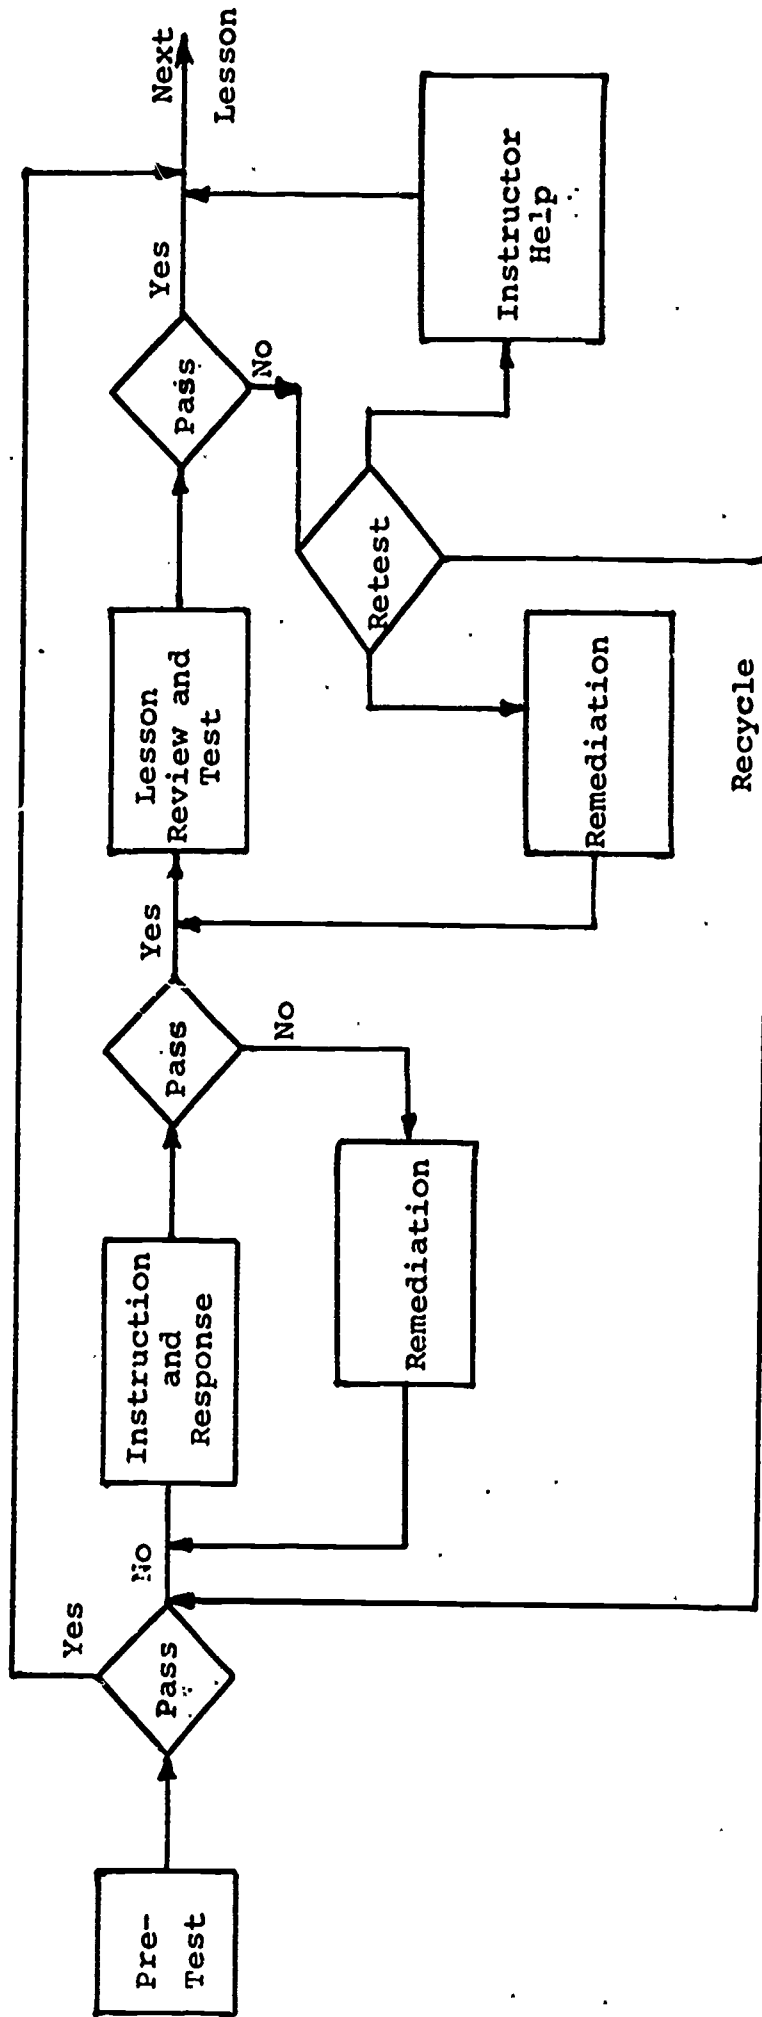 Pre-
Test
Pass
Yes
No
Instruction
and
Response
Remediation
Pass
Yes
No
Lesson
Review and
Test
Remediation
Recycle
Pass
Yes
No
Retest
Instructor
Help
Next
Lesson